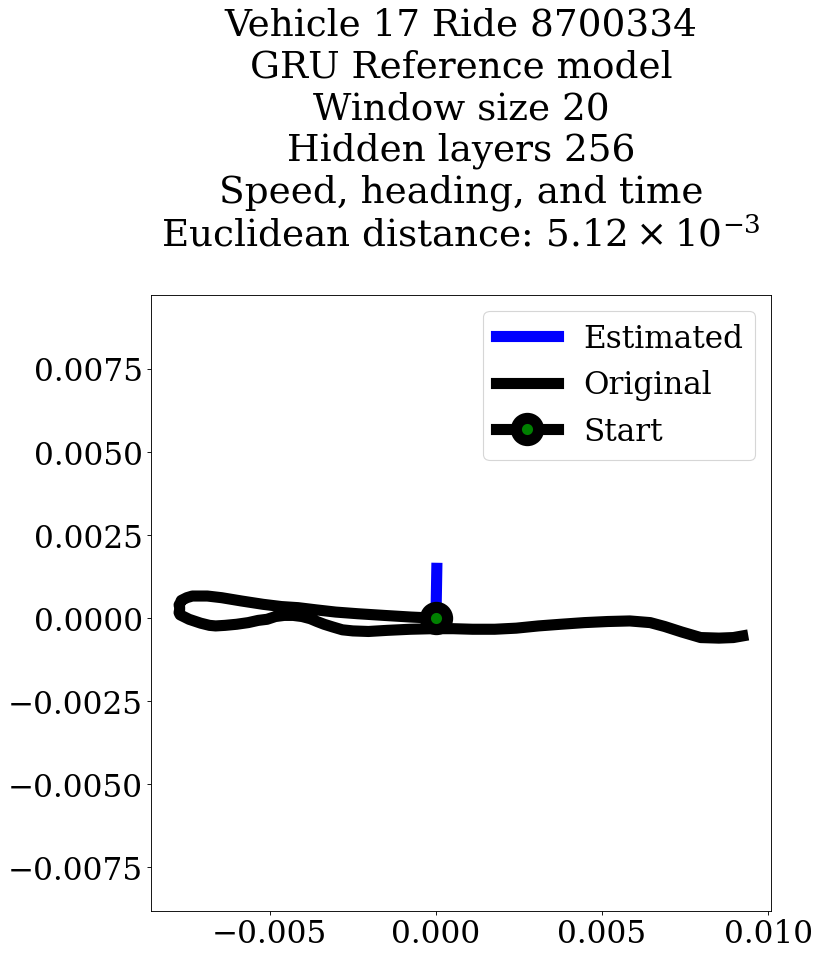 Vehicle 17 Ride 8700334
GRU Reference model
Window size 20
Hidden layers 256
Speed, heading, and time
Euclidean distance: 5.12 × 10⁻³
Estimated
Original
Start
0.0075
0.0050
0.0025
0.0000
−0.0025
−0.0050
−0.0075
−0.005 0.000 0.005 0.010